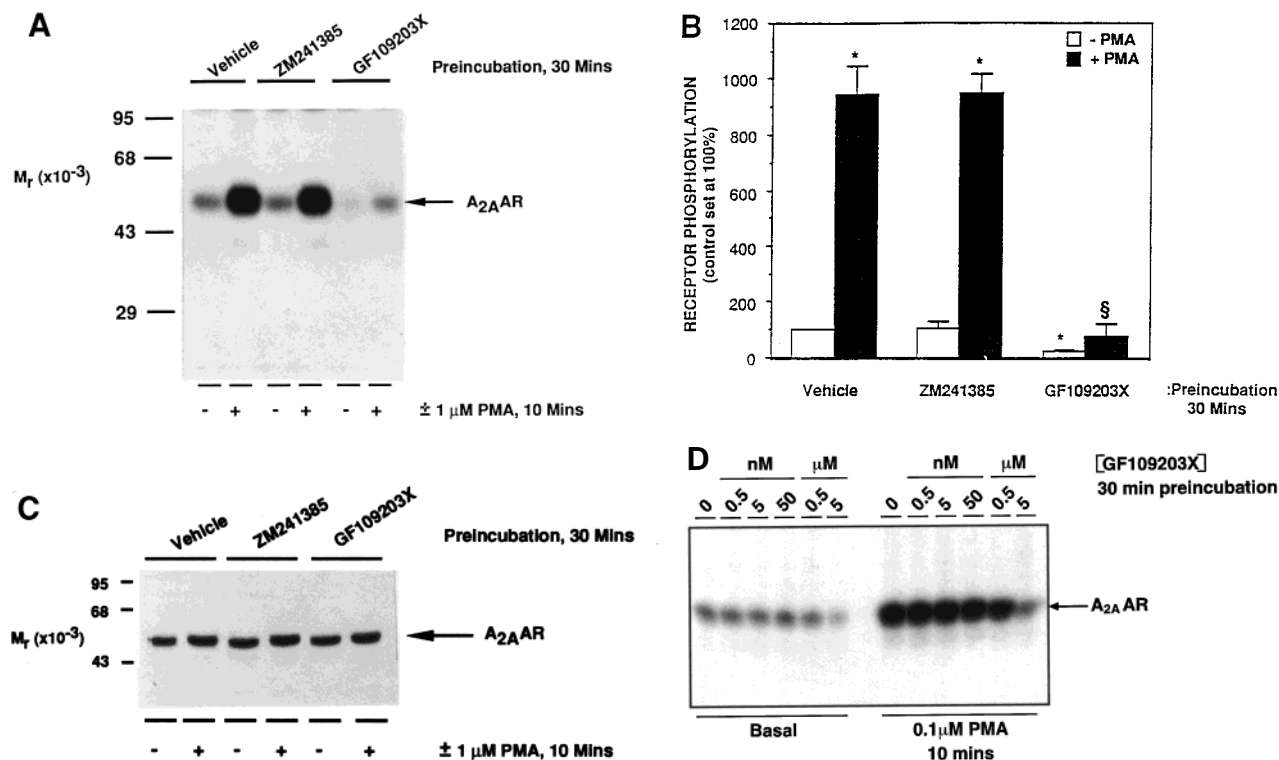 A
Vehicle ZM241385 GF109203X
Preincubation, 30 Mins
95
68
Mr (x10-3)
A2AAR
43
29
- + - + - +
± 1 μM PMA, 10 Mins
B
1200
1000
800
600
400
200
0
RECEPTOR PHOSPHORYLATION
(control set at 100%)
- PMA
+ PMA
* * * §
Vehicle ZM241385 GF109203X :Preincubation
30 Mins
C
Vehicle ZM241385 GF109203X
Preincubation, 30 Mins
95
68
Mr (x10-3)
A2AAR
43
- + - + - +
± 1 μM PMA, 10 Mins
D
nM μM nM μM [GF109203X]
0 0.5 5 50 0.5 5 0 0.5 5 50 0.5 5 30 min preincubation
A2A AR
Basal 0.1μM PMA
10 mins